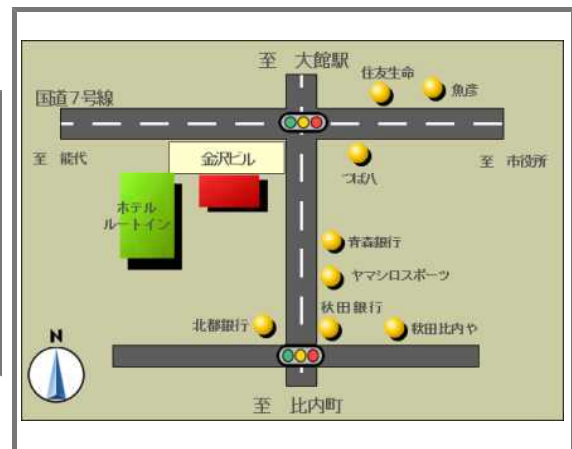 至 大館駅
住友生命
魚彦
国道7号線
至 能代
金沢ビル
つぼ八
至 市役所
ホテル
ルートイン
青森銀行
ヤマシロスポーツ
秋田銀行
北都銀行
秋田比内や
N
至 比内町